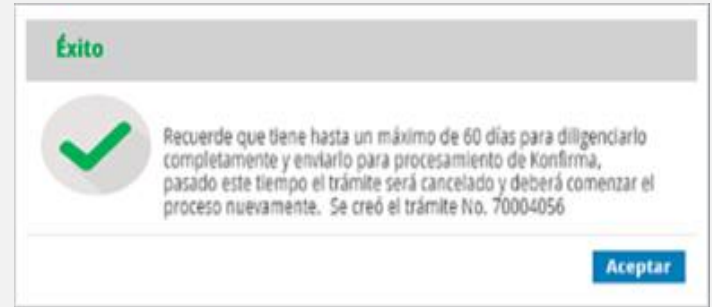 Éxito
Recuerde que tiene hasta un máximo de 60 días para diligenciarlo
completamente y enviarlo para procesamiento de Konfirma,
pasado este tiempo el trámite será cancelado y deberá comenzar el
proceso nuevamente. Se creó el trámite No. 70004056
Aceptar